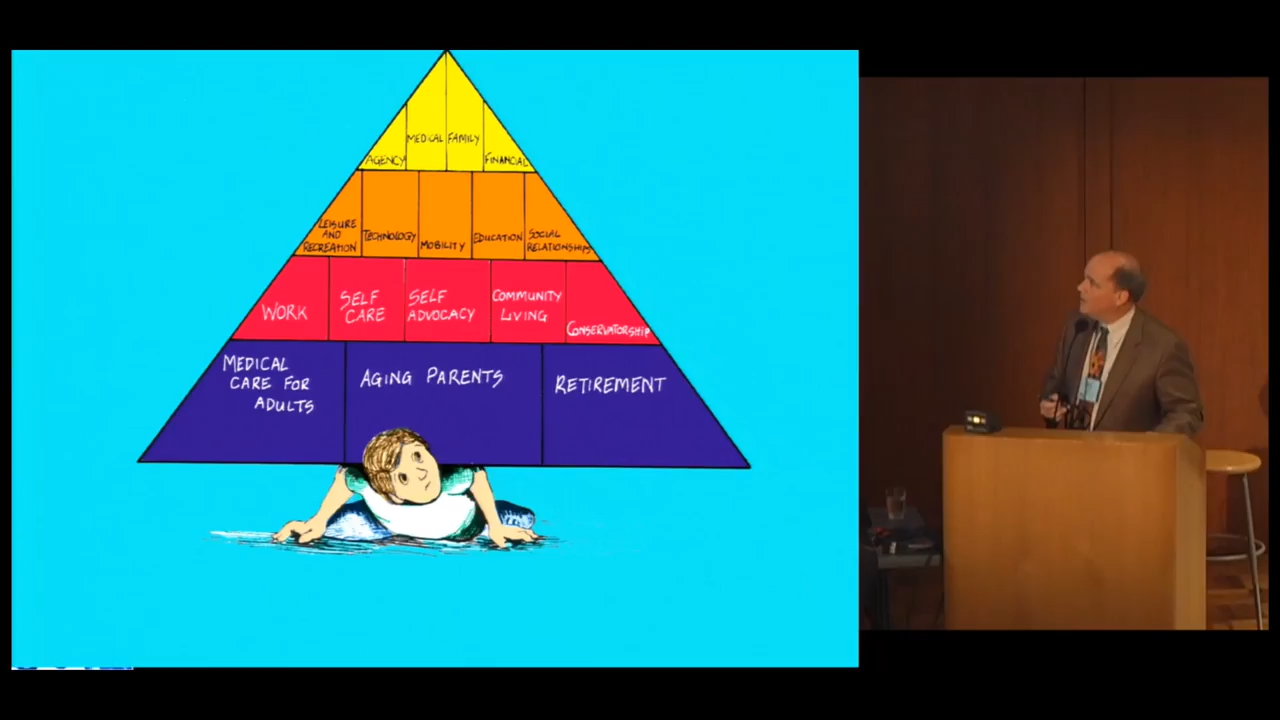 AGENCY
MEDICAL
FAMILY
FINANCIAL
LEISURE
AND
RECREATION
TECHNOLOGY
MOBILITY
EDUCATION
SOCIAL
RELATIONSHIPS
WORK
SELF
CARE
SELF
ADVOCACY
COMMUNITY
LIVING
CONSERVATORSHIP
MEDICAL
CARE FOR
ADULTS
AGING PARENTS
RETIREMENT